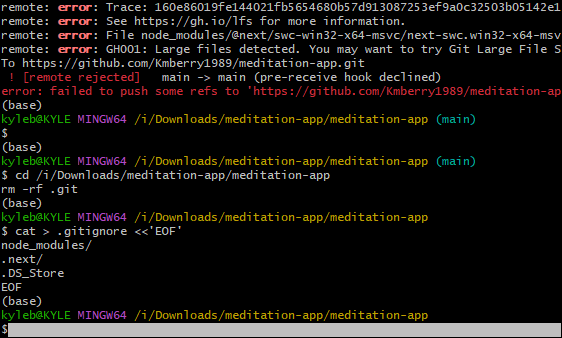 remote: error: Trace: 160e86019fe144021fb5654680b57d913087253ef9a0c32503b05142e1
remote: error: See https://gh.io/lfs for more information.
remote: error: File node_modules/@next/swc-win32-x64-msvc/next-swc.win32-x64-msv
remote: error: GH001: Large files detected. You may want to try Git Large File S
To https://github.com/Kmberry1989/meditation-app.git
 ! [remote rejected]   main -> main (pre-receive hook declined)
error: failed to push some refs to 'https://github.com/Kmberry1989/meditation-ap
(base)
kyleb@KYLE MINGW64 /i/Downloads/meditation-app/meditation-app (main)
$
(base)
kyleb@KYLE MINGW64 /i/Downloads/meditation-app/meditation-app (main)
$ cd /i/Downloads/meditation-app/meditation-app
rm -rf .git
(base)
kyleb@KYLE MINGW64 /i/Downloads/meditation-app/meditation-app
$ cat > .gitignore <<'EOF'
node_modules/
.next/
.DS_Store
EOF
(base)
kyleb@KYLE MINGW64 /i/Downloads/meditation-app/meditation-app
$